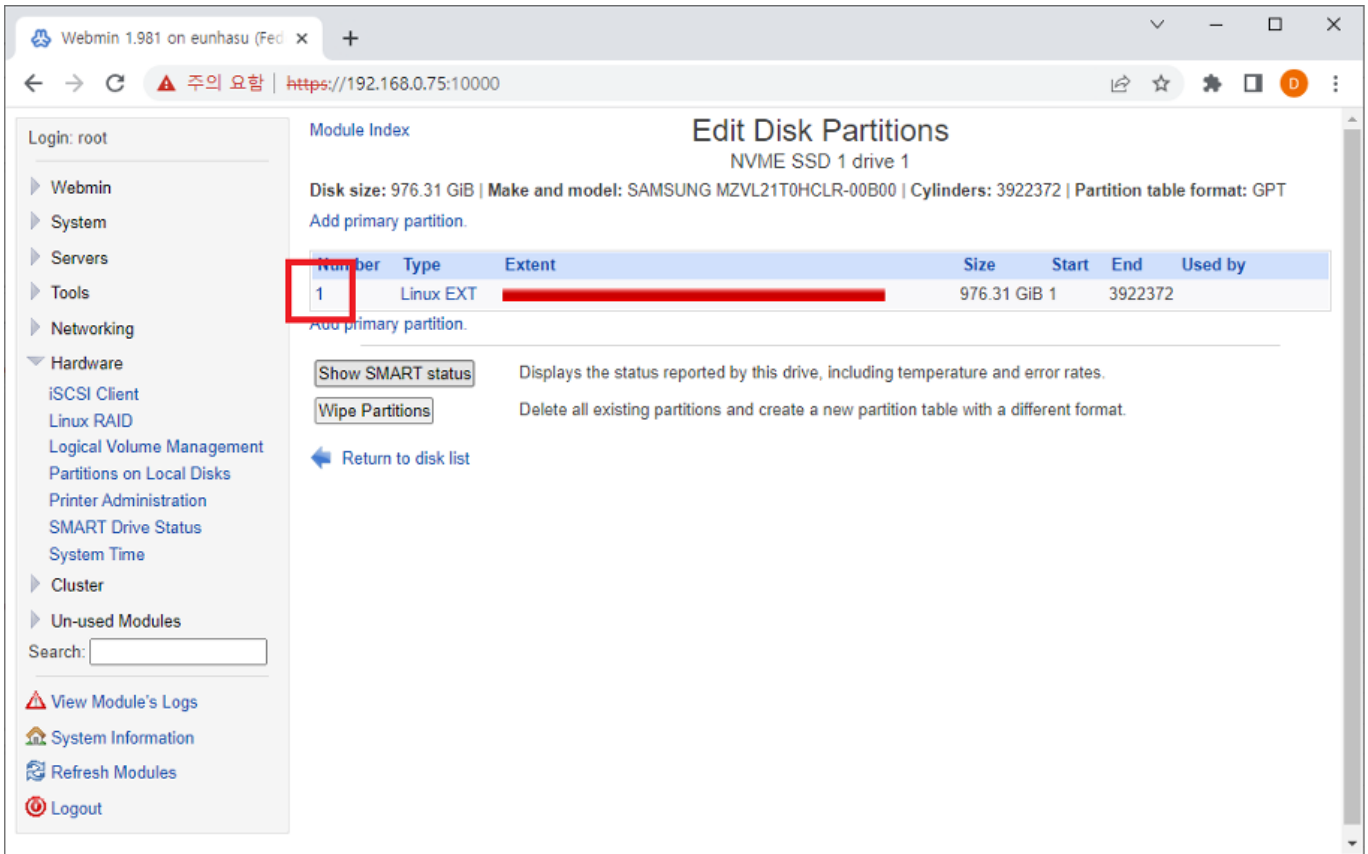 Webmin 1.981 on eunhasu (Fed
주의 요함 | https://192.168.0.75:10000
D
Login: root
Webmin
System
Servers
Tools
Networking
Hardware
iSCSI Client
Linux RAID
Logical Volume Management
Partitions on Local Disks
Printer Administration
SMART Drive Status
System Time
Cluster
Un-used Modules
Search:
View Module's Logs
System Information
Refresh Modules
Logout
Module Index
Edit Disk Partitions
NVME SSD 1 drive 1
Disk size: 976.31 GiB | Make and model: SAMSUNG MZVL21T0HCLR-00B00 | Cylinders: 3922372 | Partition table format: GPT
Add primary partition.
Number Type Extent Size Start End Used by
1 Linux EXT 976.31 GiB 1 3922372
Add primary partition.
Show SMART status Displays the status reported by this drive, including temperature and error rates.
Wipe Partitions Delete all existing partitions and create a new partition table with a different format.
Return to disk list